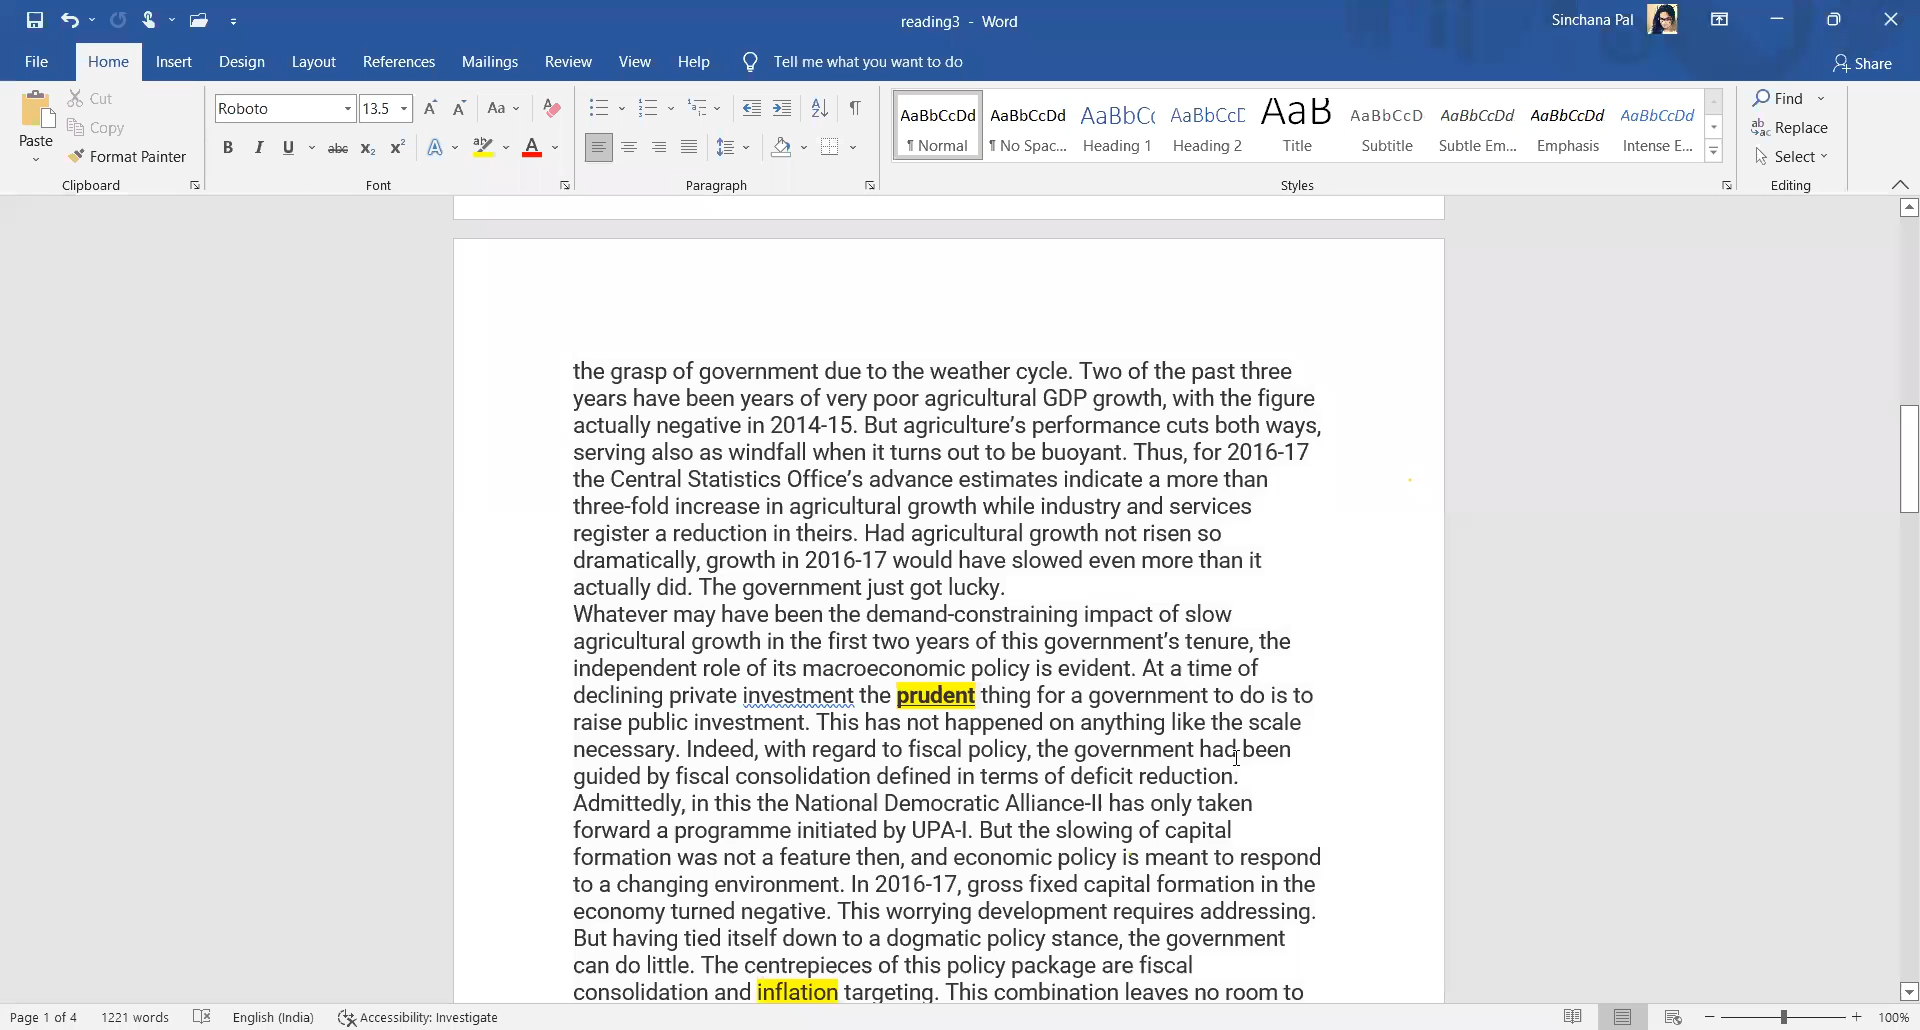 reading3 - Word
Sinchana Pal
File Home Insert Design Layout References Mailings Review View Help Tell me what you want to do Share
Paste
Cut
Copy
Format Painter
Clipboard
Roboto 13.5 Aa
B I U abc x₂ x² A A
Font
Paragraph
AaBbCcDd AaBbCcDd AaBbCc AaBbCcC AaB AaBbCcD AaBbCcDd AaBbCcDd AaBbCcDd
¶ Normal ¶ No Spac... Heading 1 Heading 2 Title Subtitle Subtle Em... Emphasis Intense E...
Styles
Find
Replace
Select
Editing
the grasp of government due to the weather cycle. Two of the past three
years have been years of very poor agricultural GDP growth, with the figure
actually negative in 2014-15. But agriculture’s performance cuts both ways,
serving also as windfall when it turns out to be buoyant. Thus, for 2016-17
the Central Statistics Office’s advance estimates indicate a more than
three-fold increase in agricultural growth while industry and services
register a reduction in theirs. Had agricultural growth not risen so
dramatically, growth in 2016-17 would have slowed even more than it
actually did. The government just got lucky.
Whatever may have been the demand-constraining impact of slow
agricultural growth in the first two years of this government’s tenure, the
independent role of its macroeconomic policy is evident. At a time of
declining private investment the prudent thing for a government to do is to
raise public investment. This has not happened on anything like the scale
necessary. Indeed, with regard to fiscal policy, the government had been
guided by fiscal consolidation defined in terms of deficit reduction.
Admittedly, in this the National Democratic Alliance-II has only taken
forward a programme initiated by UPA-I. But the slowing of capital
formation was not a feature then, and economic policy is meant to respond
to a changing environment. In 2016-17, gross fixed capital formation in the
economy turned negative. This worrying development requires addressing.
But having tied itself down to a dogmatic policy stance, the government
can do little. The centrepieces of this policy package are fiscal
consolidation and inflation targeting. This combination leaves no room to
Page 1 of 4 1221 words English (India) Accessibility: Investigate 100%